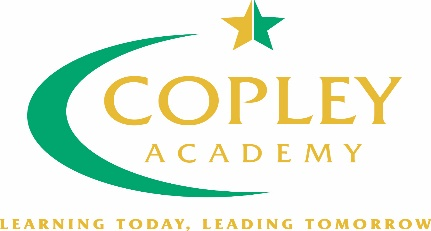 COPLEY
ACADEMY
LEARNING TODAY, LEADING TOMORROW